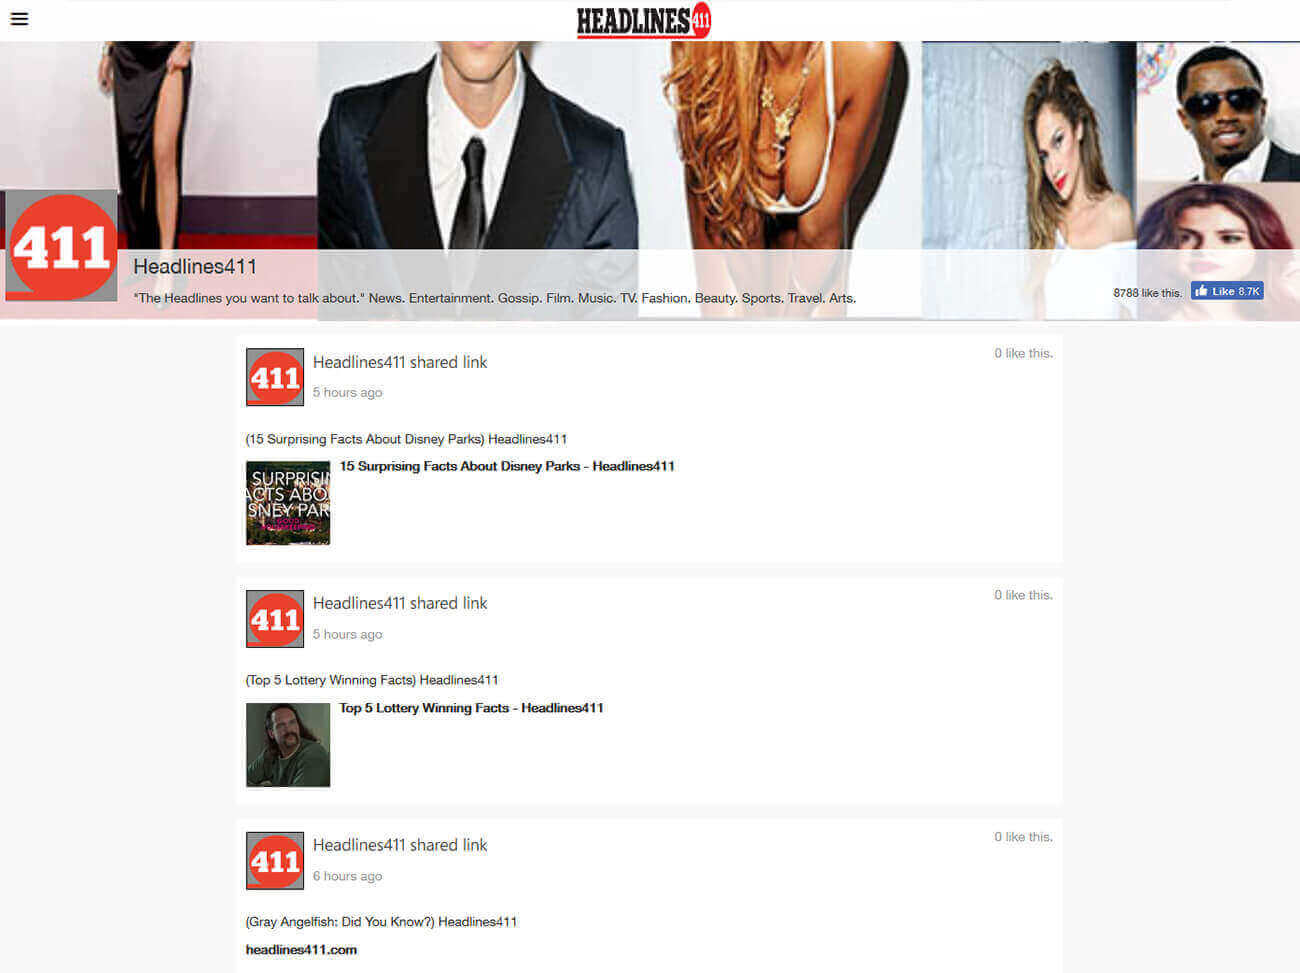 HEADLINES 411
411
Headlines411
"The Headlines you want to talk about." News. Entertainment. Gossip. Film. Music. TV. Fashion. Beauty. Sports. Travel. Arts.
8788 like this.
Like 8.7K
411
Headlines411 shared link
0 like this.
5 hours ago
(15 Surprising Facts About Disney Parks) Headlines411
15 Surprising Facts About Disney Parks - Headlines411
SURPRISIN
ACTS ABO
SNEY PAR
411
Headlines411 shared link
0 like this.
5 hours ago
(Top 5 Lottery Winning Facts) Headlines411
Top 5 Lottery Winning Facts - Headlines411
411
Headlines411 shared link
0 like this.
6 hours ago
(Gray Angelfish: Did You Know?) Headlines411
headlines411.com